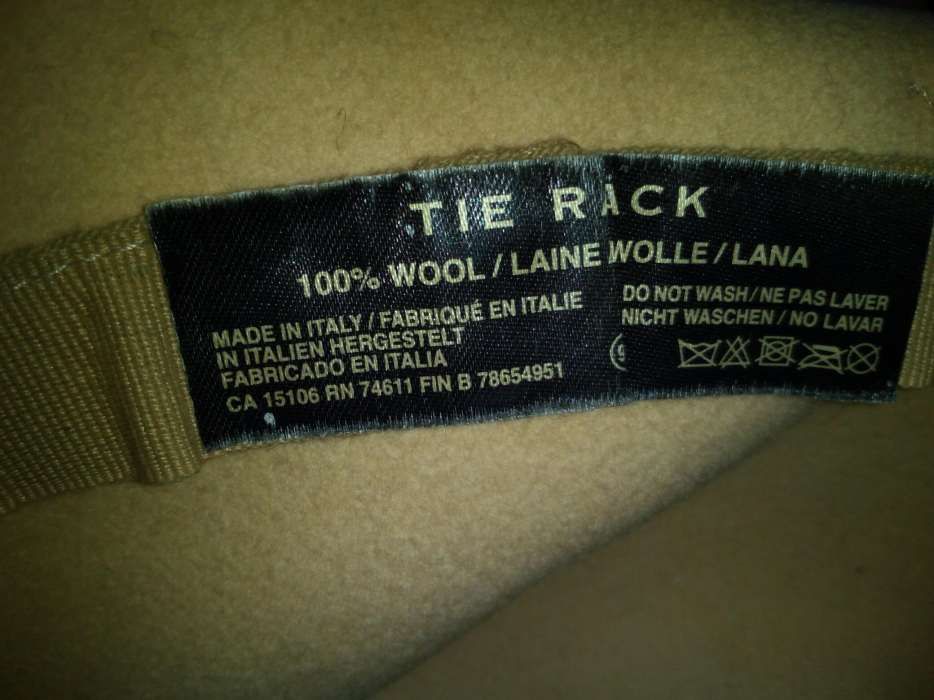 TIE RACK
100% WOOL / LAINE WOLLE / LANA
MADE IN ITALY / FABRIQUÉ EN ITALIE
IN ITALIEN HERGESTELT
FABRICADO EN ITALIA
CA 15106 RN 74611 FIN B 78654951
DO NOT WASH / NE PAS LAVER
NICHT WASCHEN / NO LAVAR